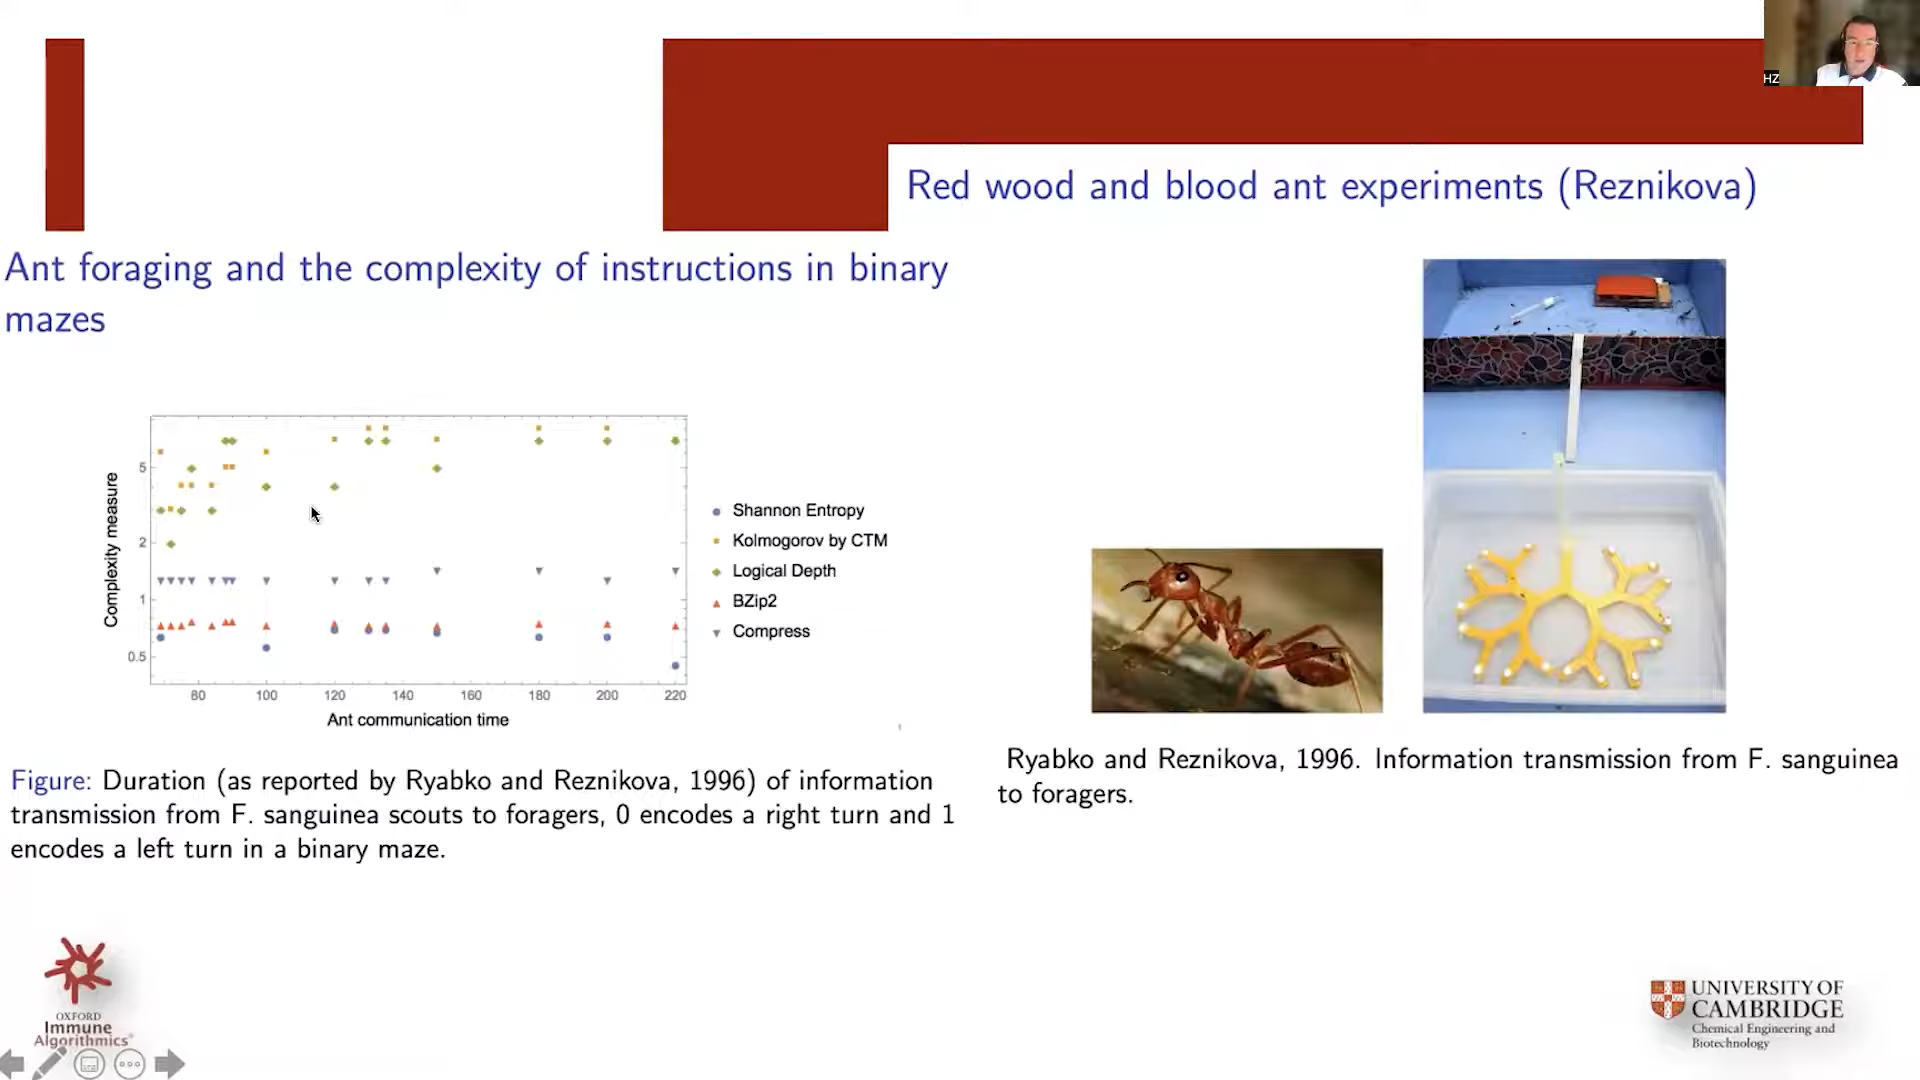 HZ
Red wood and blood ant experiments (Reznikova)
Ant foraging and the complexity of instructions in binary
mazes
Complexity measure
5
2
1
0.5
80 100 120 140 160 180 200 220
Ant communication time
Shannon Entropy
Kolmogorov by CTM
Logical Depth
BZip2
Compress
Figure: Duration (as reported by Ryabko and Reznikova, 1996) of information
transmission from F. sanguinea scouts to foragers, 0 encodes a right turn and 1
encodes a left turn in a binary maze.
Ryabko and Reznikova, 1996. Information transmission from F. sanguinea
to foragers.
OXFORD
Immune
Algorithmics
UNIVERSITY OF
CAMBRIDGE
Chemical Engineering and
Biotechnology